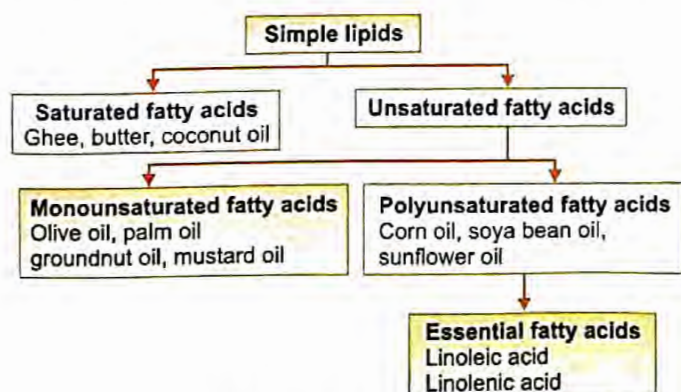 Simple lipids
Saturated fatty acids
Ghee, butter, coconut oil
Unsaturated fatty acids
Monounsaturated fatty acids
Olive oil, palm oil
groundnut oil, mustard oil
Polyunsaturated fatty acids
Corn oil, soya bean oil,
sunflower oil
Essential fatty acids
Linoleic acid
Linolenic acid